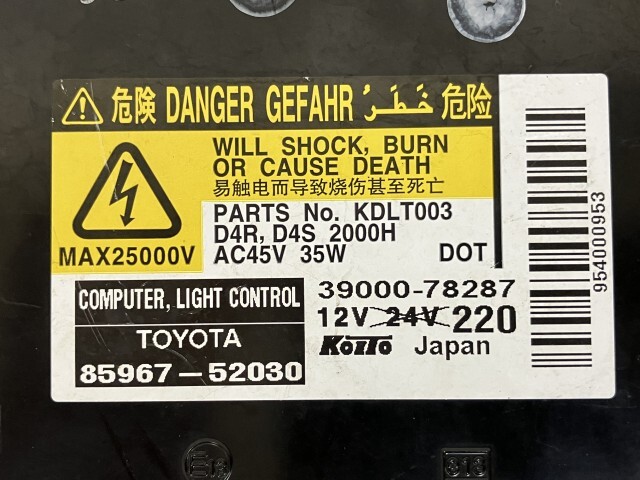 危険 DANGER GEFAHR خَطَرْ 危险
WILL SHOCK, BURN
OR CAUSE DEATH
易触电而导致烧伤甚至死亡
MAX25000V
PARTS No. KDLT003
D4R, D4S 2000H
AC45V 35W DOT
COMPUTER, LIGHT CONTROL
TOYOTA
85967-52030
39000-78287
12V 24V 220
KOITO Japan
954000953